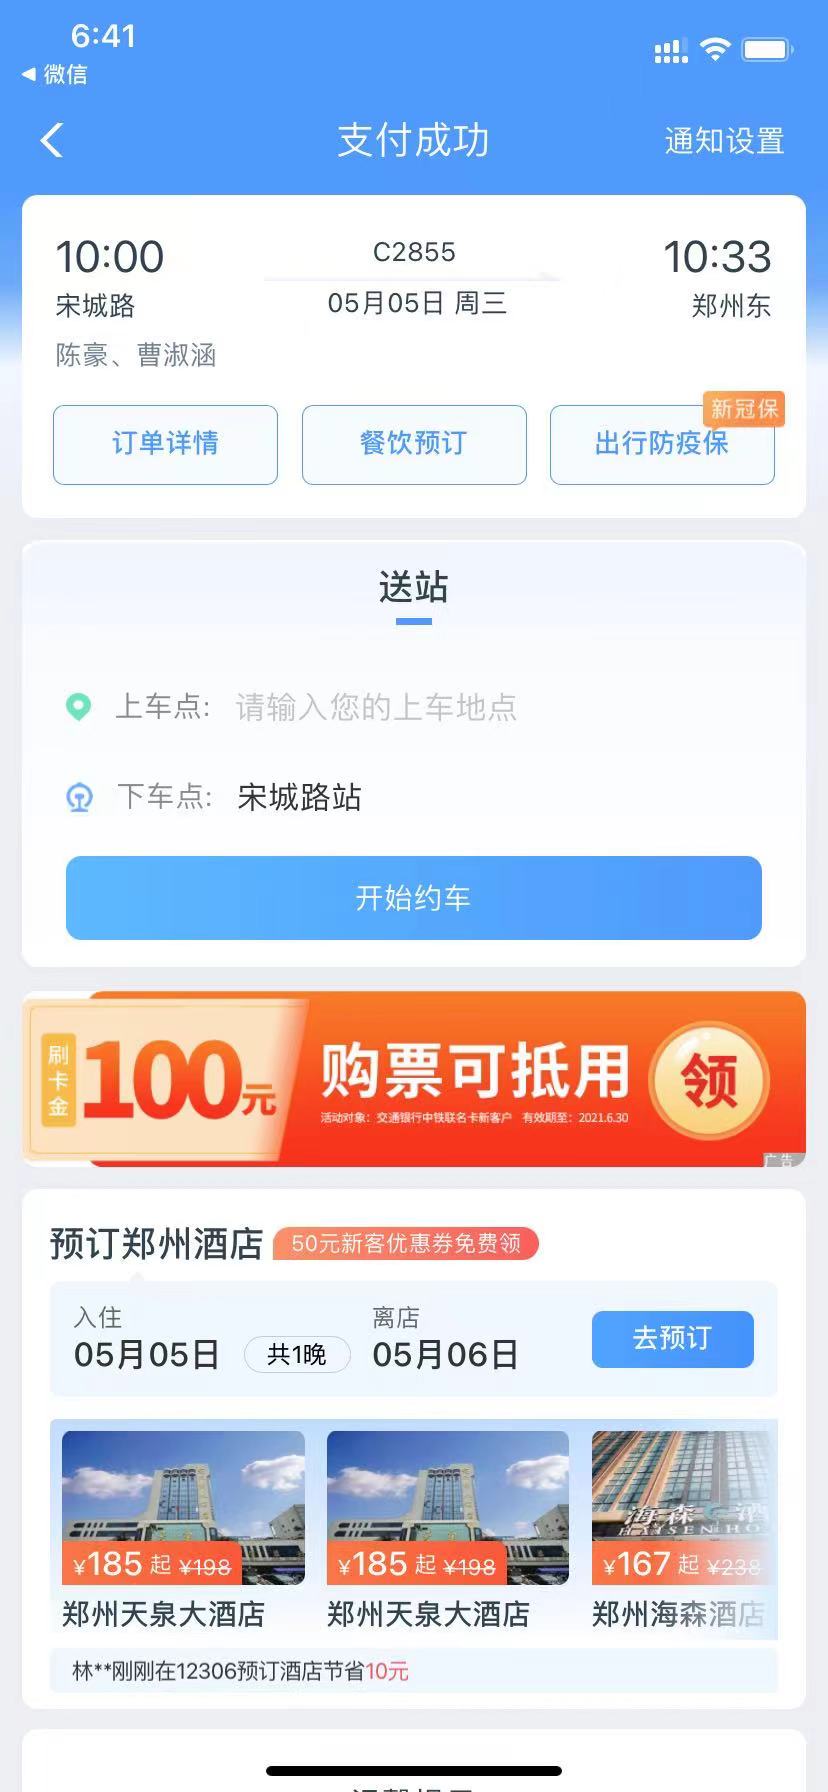 6:41
微信
支付成功
通知设置
10:00
C2855
10:33
宋城路
05月05日 周三
郑州东
陈豪、曹淑涵
新冠保
订单详情
餐饮预订
出行防疫保
送站
上车点:
请输入您的上车地点
下车点:
宋城路站
开始约车
刷卡金
100元
购票可抵用
领
活动对象：交通银行中铁联名卡新客户 有效期至：2021.6.30
广告
预订郑州酒店
50元新客优惠券免费领
入住
离店
05月05日
共1晚
05月06日
去预订
海森 酒
HAISENHO
¥185 起 ¥198
¥185 起 ¥198
¥167 起 ¥238
郑州天泉大酒店
郑州天泉大酒店
郑州海森酒店
林**刚刚在12306预订酒店节省10元